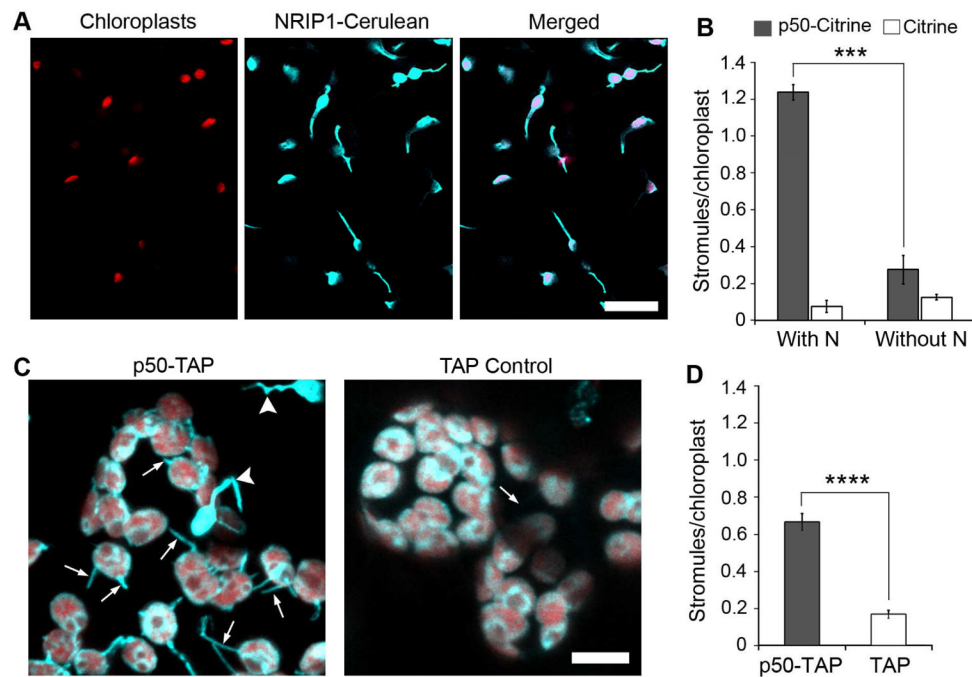 A
Chloroplasts
NRIP1-Cerulean
Merged
B
p50-Citrine
Citrine
***
Stromules/chloroplast
1.4
1.2
1.0
0.8
0.6
0.4
0.2
0
With N
Without N
C
p50-TAP
TAP Control
D
****
Stromules/chloroplast
1.4
1.2
1.0
0.8
0.6
0.4
0.2
0
p50-TAP
TAP